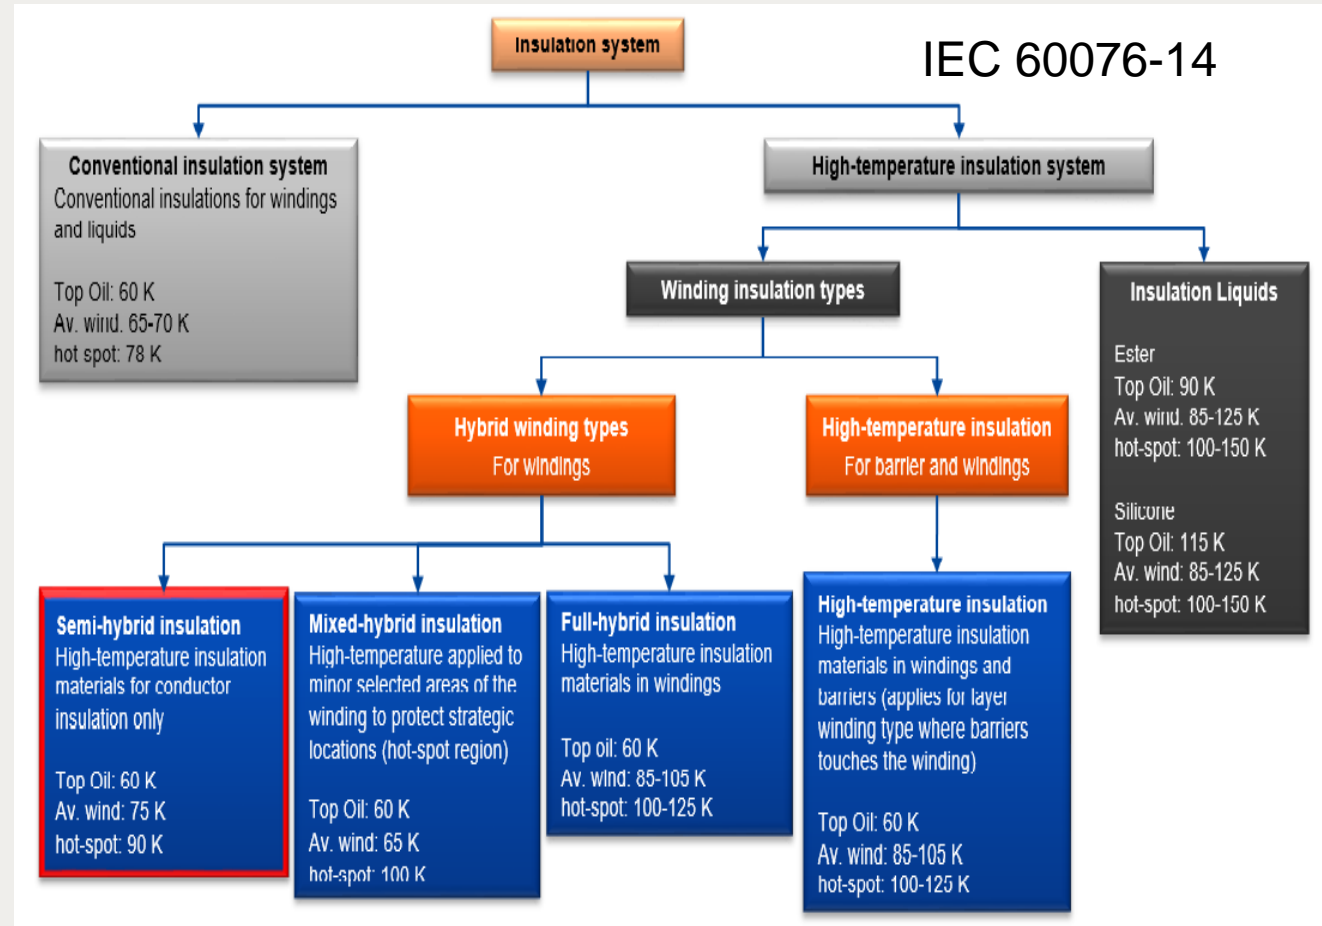 Insulation system
IEC 60076-14
Conventional insulation system
Conventional insulations for windings
and liquids
Top Oil: 60 K
Av. wind. 65-70 K
hot spot: 78 K
High-temperature insulation system
Winding insulation types
Insulation Liquids
Ester
Top Oil: 90 K
Av. wind. 85-125 K
hot-spot: 100-150 K
Silicone
Top Oil: 115 K
Av. wind: 85-125 K
hot-spot: 100-150 K
Hybrid winding types
For windings
High-temperature insulation
For barrier and windings
Semi-hybrid insulation
High-temperature insulation
materials for conductor
insulation only
Top Oil: 60 K
Av. wind: 75 K
hot-spot: 90 K
Mixed-hybrid insulation
High-temperature applied to
minor selected areas of the
winding to protect strategic
locations (hot-spot region)
Top Oil: 60 K
Av. wind: 65 K
hot-spot: 100 K
Full-hybrid insulation
High-temperature insulation
materials in windings
Top oil: 60 K
Av. wind: 85-105 K
hot-spot: 100-125 K
High-temperature insulation
High-temperature insulation
materials in windings and
barriers (applies for layer
winding type where barriers
touches the winding)
Top Oil: 60 K
Av. wind: 85-105 K
hot-spot: 100-125 K